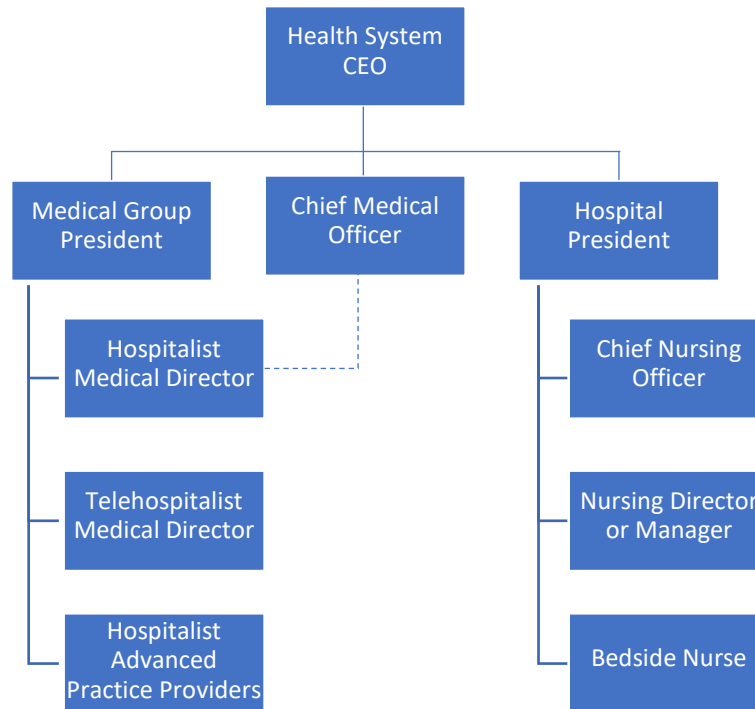 Health System
CEO
Medical Group
President
Chief Medical
Officer
Hospital
President
Hospitalist
Medical Director
Chief Nursing
Officer
Telehospitalist
Medical Director
Nursing Director
or Manager
Hospitalist
Advanced
Practice Providers
Bedside Nurse